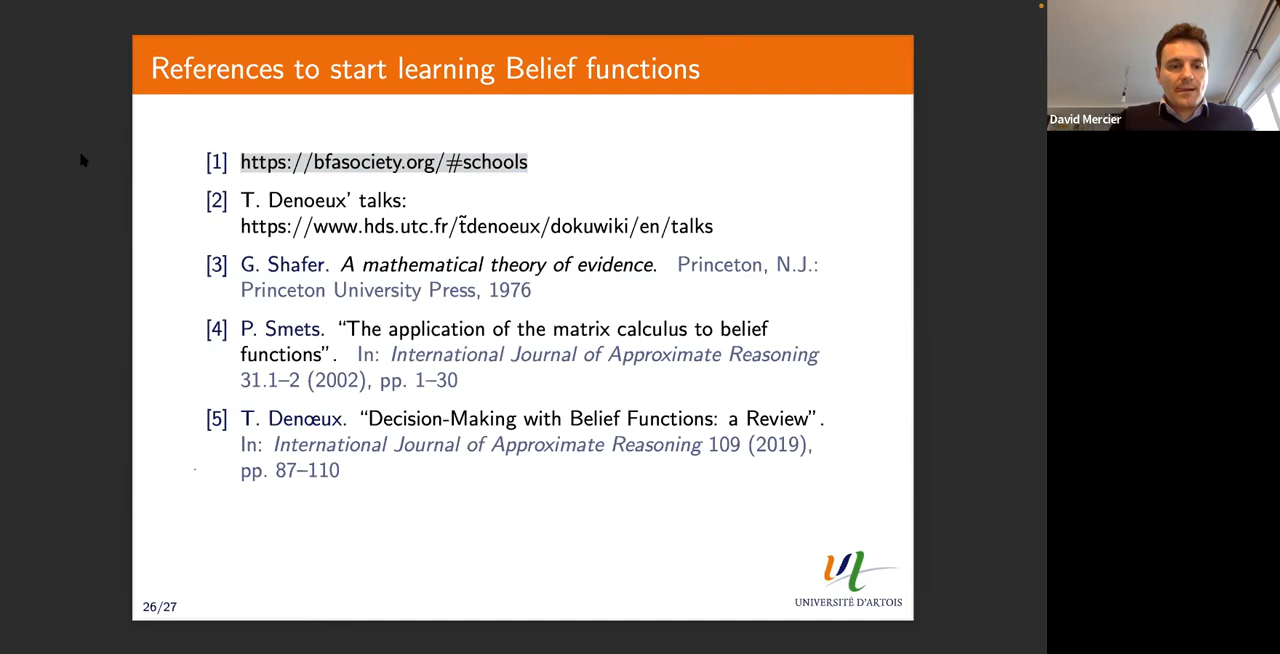 References to start learning Belief functions
[1] https://bfasociety.org/#schools
[2] T. Denoeux' talks:
https://www.hds.utc.fr/t̃denoeux/dokuwiki/en/talks
[3] G. Shafer. A mathematical theory of evidence. Princeton, N.J.:
Princeton University Press, 1976
[4] P. Smets. “The application of the matrix calculus to belief
functions”. In: International Journal of Approximate Reasoning
31.1–2 (2002), pp. 1–30
[5] T. Denœux. “Decision-Making with Belief Functions: a Review”.
In: International Journal of Approximate Reasoning 109 (2019),
pp. 87–110
26/27
UNIVERSITÉ D'ARTOIS
David Mercier